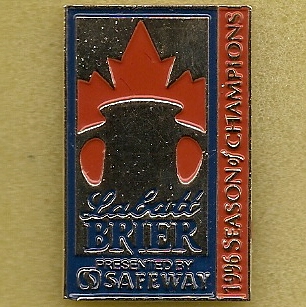 Labatt
BRIER
PRESENTED BY
SAFEWAY
1996 SEASON of CHAMPIONS